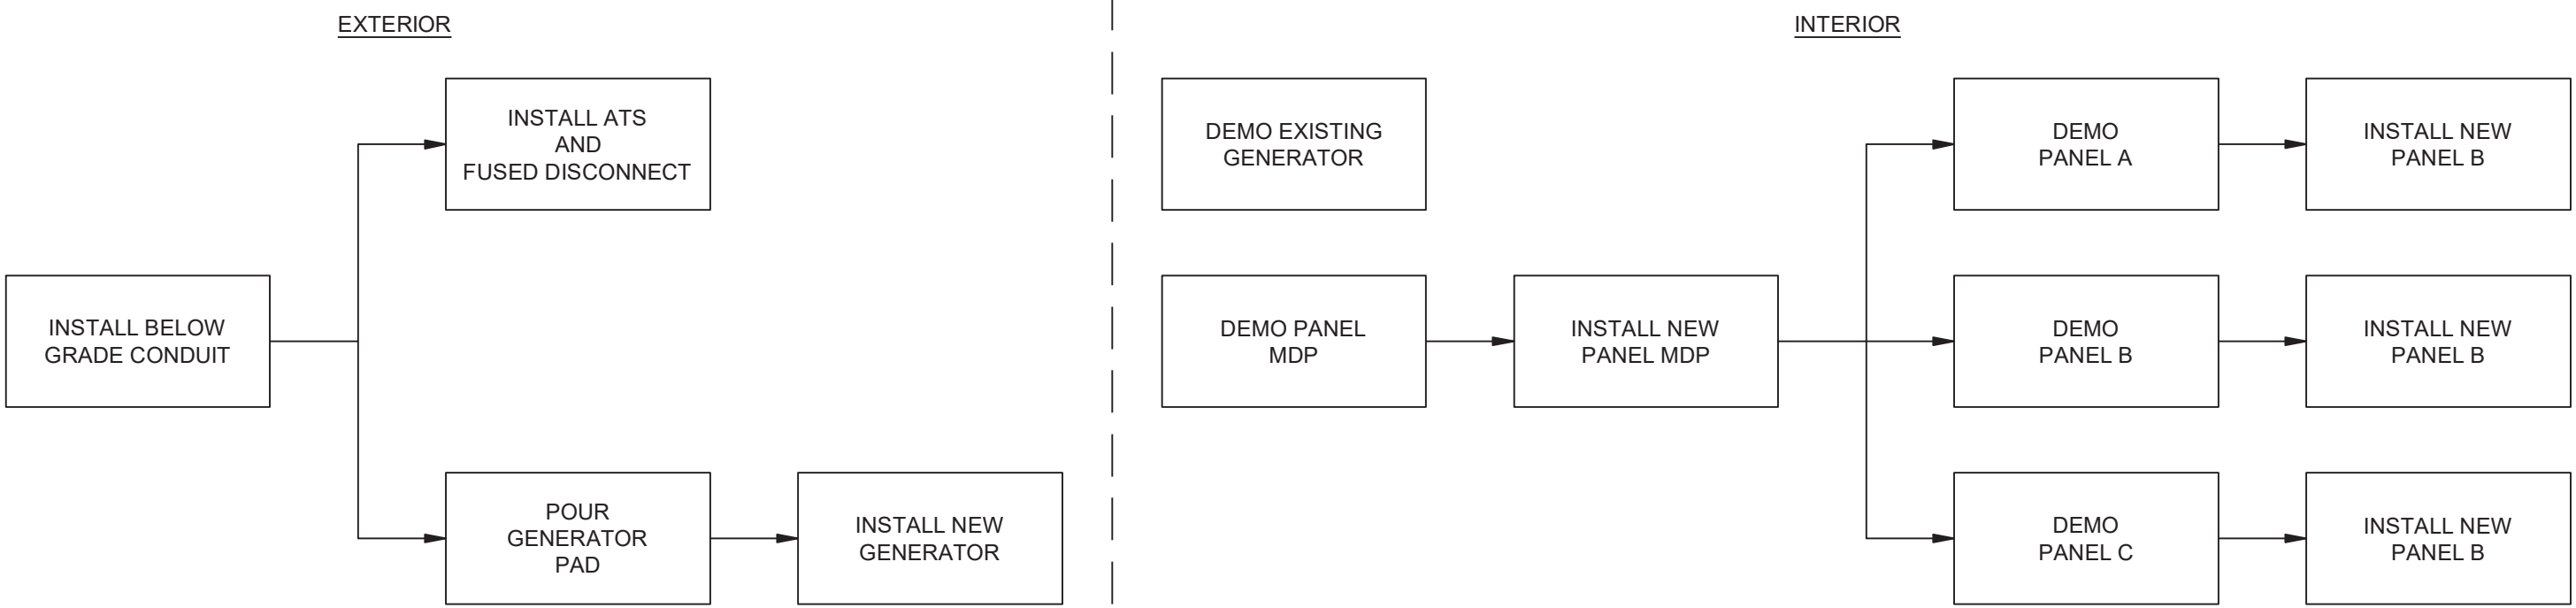 EXTERIOR
INSTALL ATS
AND
FUSED DISCONNECT
INSTALL BELOW
GRADE CONDUIT
POUR
GENERATOR
PAD
INSTALL NEW
GENERATOR
INTERIOR
DEMO EXISTING
GENERATOR
DEMO PANEL
MDP
INSTALL NEW
PANEL MDP
DEMO
PANEL A
INSTALL NEW
PANEL B
DEMO
PANEL B
INSTALL NEW
PANEL B
DEMO
PANEL C
INSTALL NEW
PANEL B